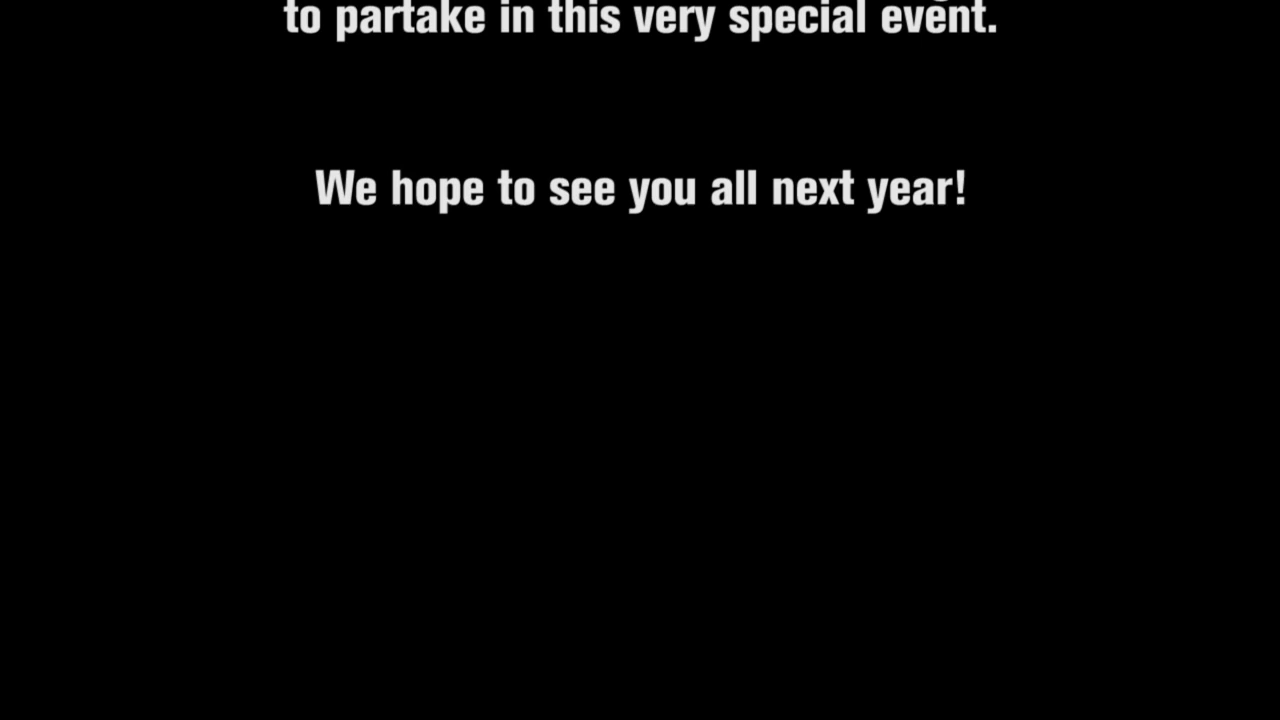 to partake in this very special event.
We hope to see you all next year!